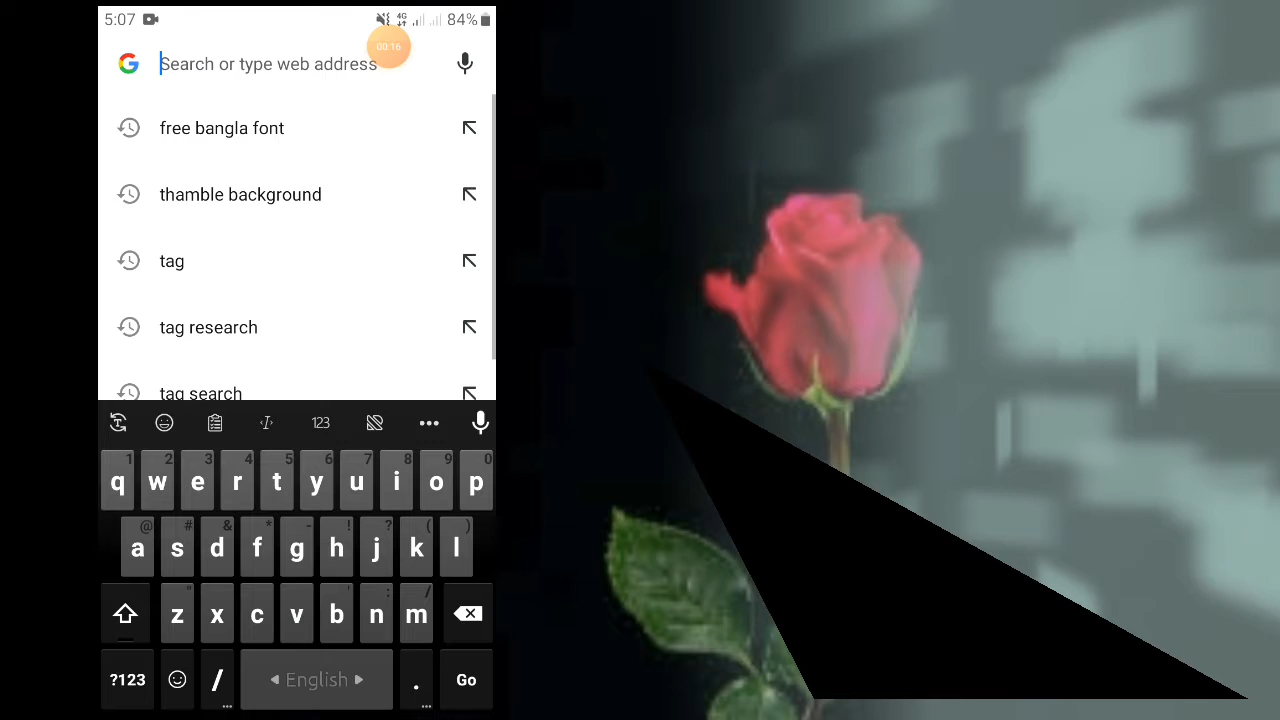 5:07 4G 84%
00:16
Search or type web address
free bangla font
thamble background
tag
tag research
tag search
123
1 2 3 4 5 6 7 8 9 0
q w e r t y u i o p
@ # & * - ! ? ( )
a s d f g h j k l
" ' : /
z x c v b n m
?123 / English . Go